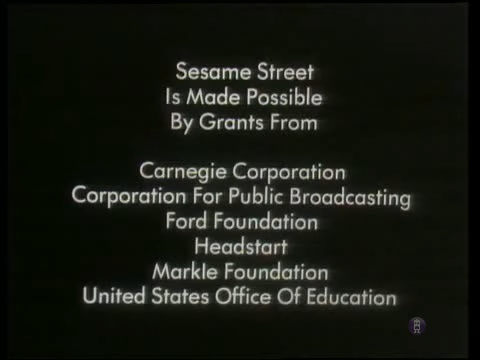 Sesame Street
Is Made Possible
By Grants From
Carnegie Corporation
Corporation For Public Broadcasting
Ford Foundation
Headstart
Markle Foundation
United States Office Of Education